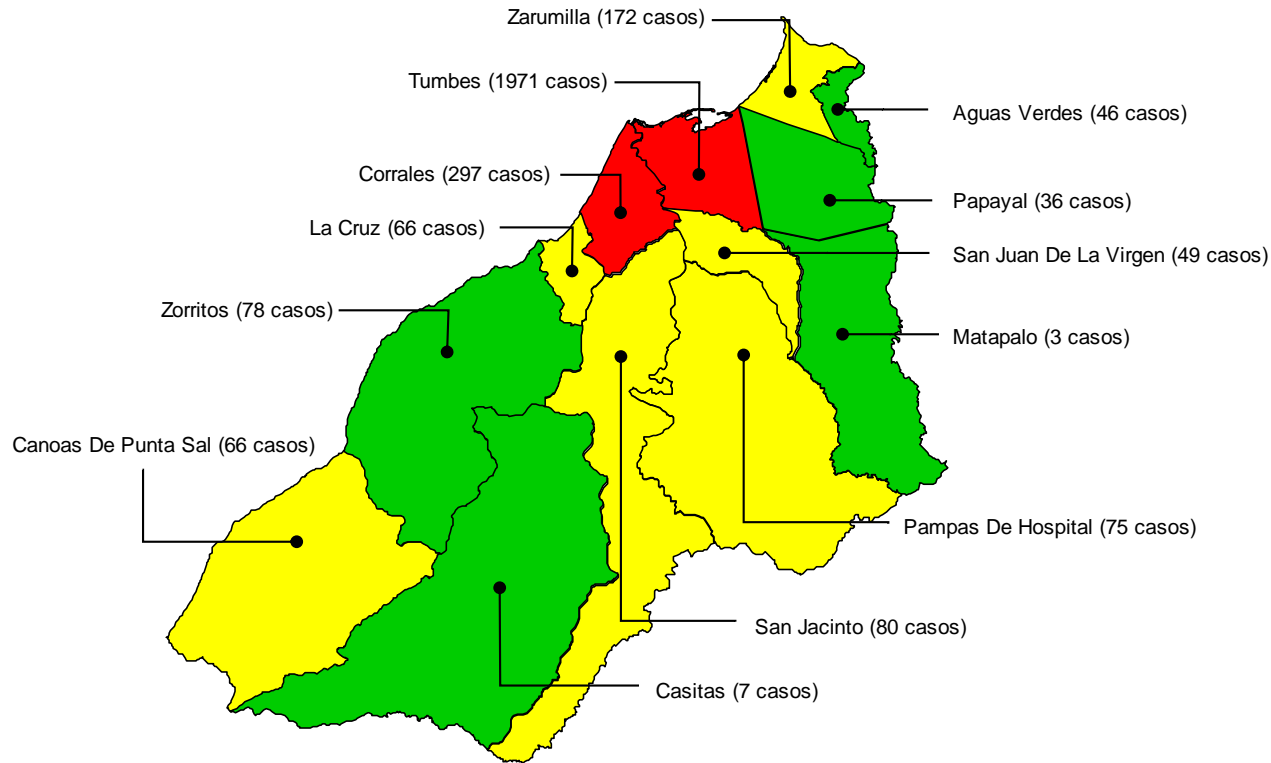 Zarumilla (172 casos)
Tumbes (1971 casos)
Aguas Verdes (46 casos)
Corrales (297 casos)
Papayal (36 casos)
La Cruz (66 casos)
San Juan De La Virgen (49 casos)
Zorritos (78 casos)
Matapalo (3 casos)
Canoas De Punta Sal (66 casos)
Pampas De Hospital (75 casos)
San Jacinto (80 casos)
Casitas (7 casos)